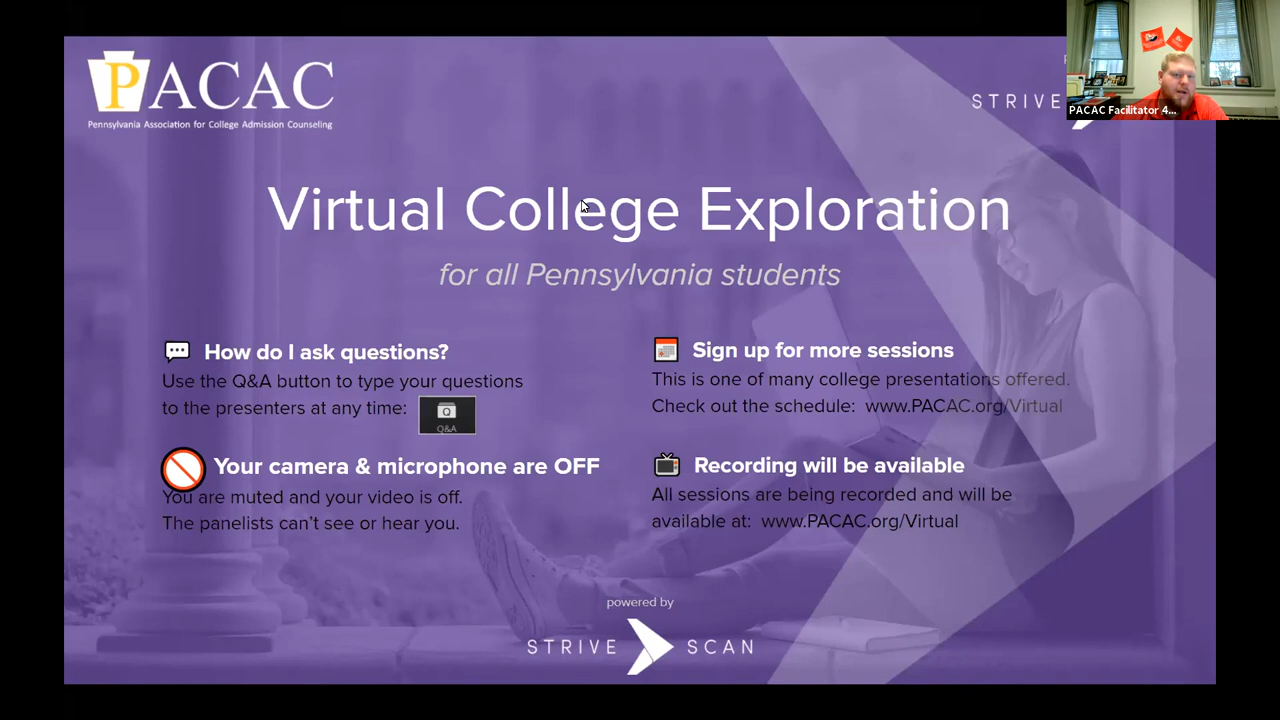 PACAC
Pennsylvania Association for College Admission Counseling
STRIVE
PACAC Facilitator 4...
Virtual College Exploration
for all Pennsylvania students
How do I ask questions?
Use the Q&A button to type your questions
to the presenters at any time:
Q
Q&A
Your camera & microphone are OFF
You are muted and your video is off.
The panelists can't see or hear you.
Sign up for more sessions
This is one of many college presentations offered.
Check out the schedule: www.PACAC.org/Virtual
Recording will be available
All sessions are being recorded and will be
available at: www.PACAC.org/Virtual
powered by
STRIVE SCAN